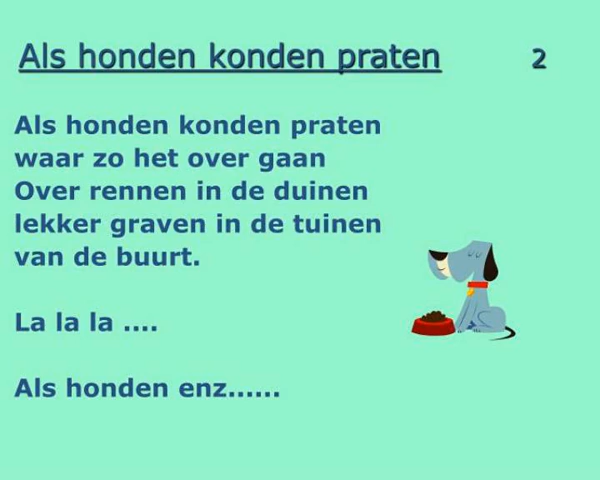 Als honden konden praten 2
Als honden konden praten
waar zo het over gaan
Over rennen in de duinen
lekker graven in de tuinen
van de buurt.
La la la ....
Als honden enz......